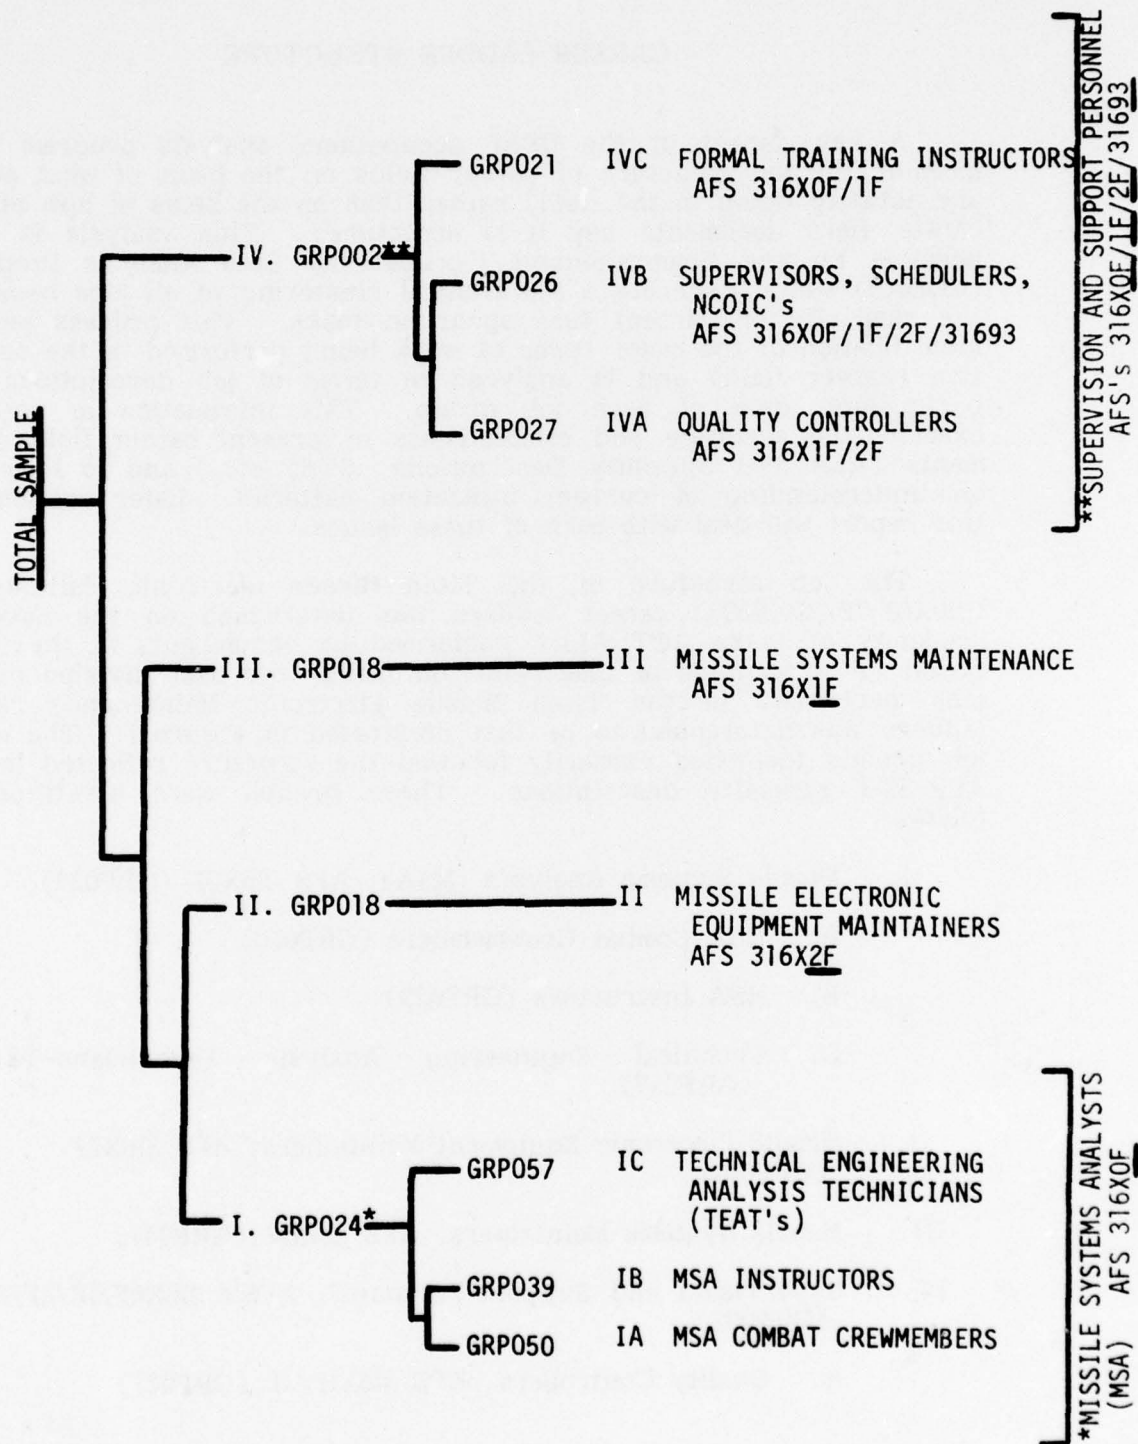 TOTAL SAMPLE
IV. GRP002**
GRP021 IVC FORMAL TRAINING INSTRUCTORS
AFS 316X0F/1F
GRP026 IVB SUPERVISORS, SCHEDULERS,
NCOIC's
AFS 316X0F/1F/2F/31693
GRP027 IVA QUALITY CONTROLLERS
AFS 316X1F/2F
**SUPERVISION AND SUPPORT PERSONNEL
AFS's 316X0F/1F/2F/31693
III. GRP018 III MISSILE SYSTEMS MAINTENANCE
AFS 316X1F
II. GRP018 II MISSILE ELECTRONIC
EQUIPMENT MAINTAINERS
AFS 316X2F
I. GRP024*
GRP057 IC TECHNICAL ENGINEERING
ANALYSIS TECHNICIANS
(TEAT's)
GRP039 IB MSA INSTRUCTORS
GRP050 IA MSA COMBAT CREWMEMBERS
*MISSILE SYSTEMS ANALYSTS
(MSA) AFS 316X0F